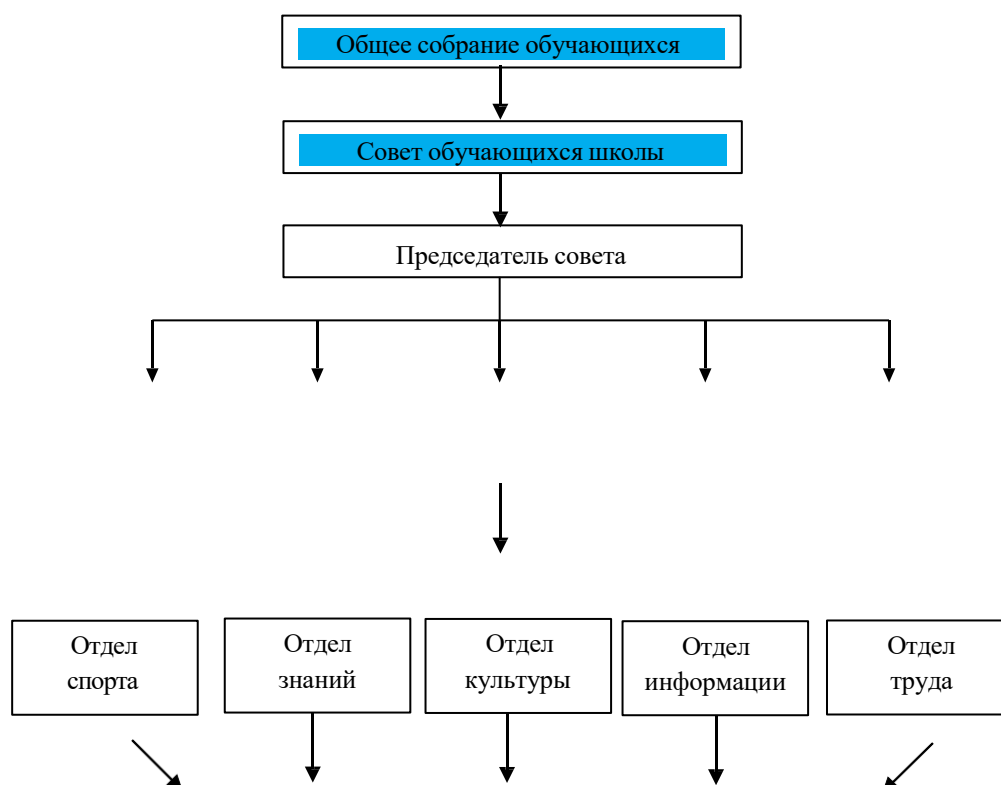 Общее собрание обучающихся
Совет обучающихся школы
Председатель совета
Отдел
спорта
Отдел
знаний
Отдел
культуры
Отдел
информации
Отдел
труда